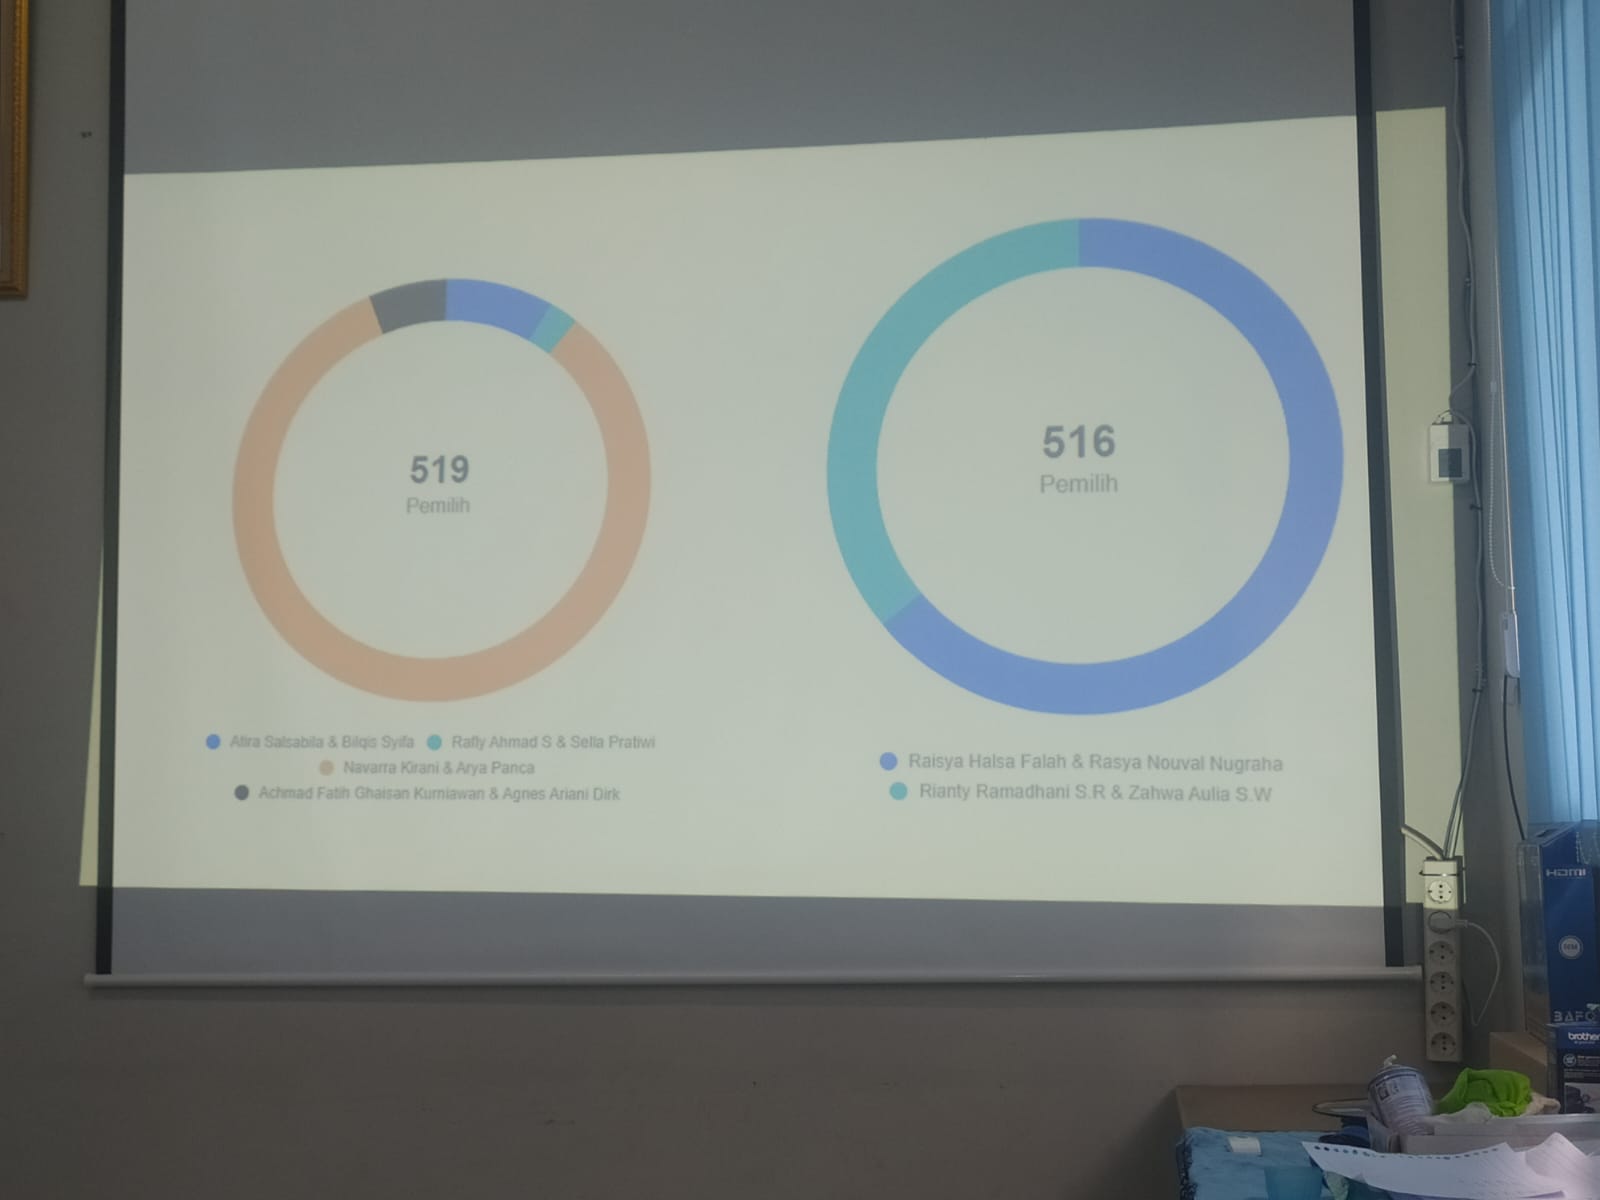 519
Pemilih
Atira Salsabila & Bilqis Syifa
Rafly Ahmad S & Sella Pratiwi
Navarra Kirani & Arya Panca
Achmad Fatih Ghaisan Kurniawan & Agnes Ariani Dirk
516
Pemilih
Raisya Halsa Falah & Rasya Nouval Nugraha
Rianty Ramadhani S.R & Zahwa Aulia S.W
HDMI
BAFO
brother